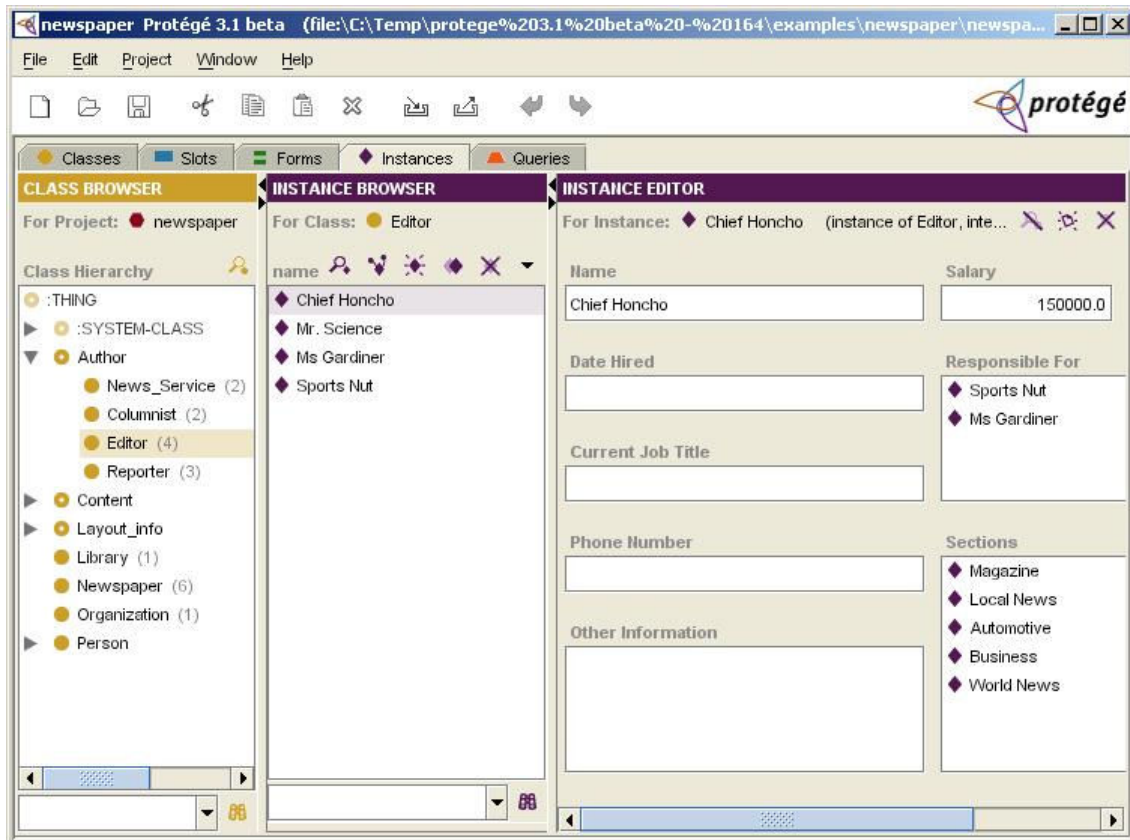 newspaper Protégé 3.1 beta (file:\C:\Temp\protege%203.1%20beta%20-%20164\examples\newspaper\newspa...
File Edit Project Window Help
protégé
Classes Slots Forms Instances Queries
CLASS BROWSER
For Project: newspaper
Class Hierarchy
:THING
:SYSTEM-CLASS
Author
News_Service (2)
Columnist (2)
Editor (4)
Reporter (3)
Content
Layout_info
Library (1)
Newspaper (6)
Organization (1)
Person
INSTANCE BROWSER
For Class: Editor
name
Chief Honcho
Mr. Science
Ms Gardiner
Sports Nut
INSTANCE EDITOR
For Instance: Chief Honcho (instance of Editor, inte...
Name
Chief Honcho
Salary
150000.0
Date Hired
Responsible For
Sports Nut
Ms Gardiner
Current Job Title
Phone Number
Sections
Magazine
Local News
Automotive
Business
World News
Other Information